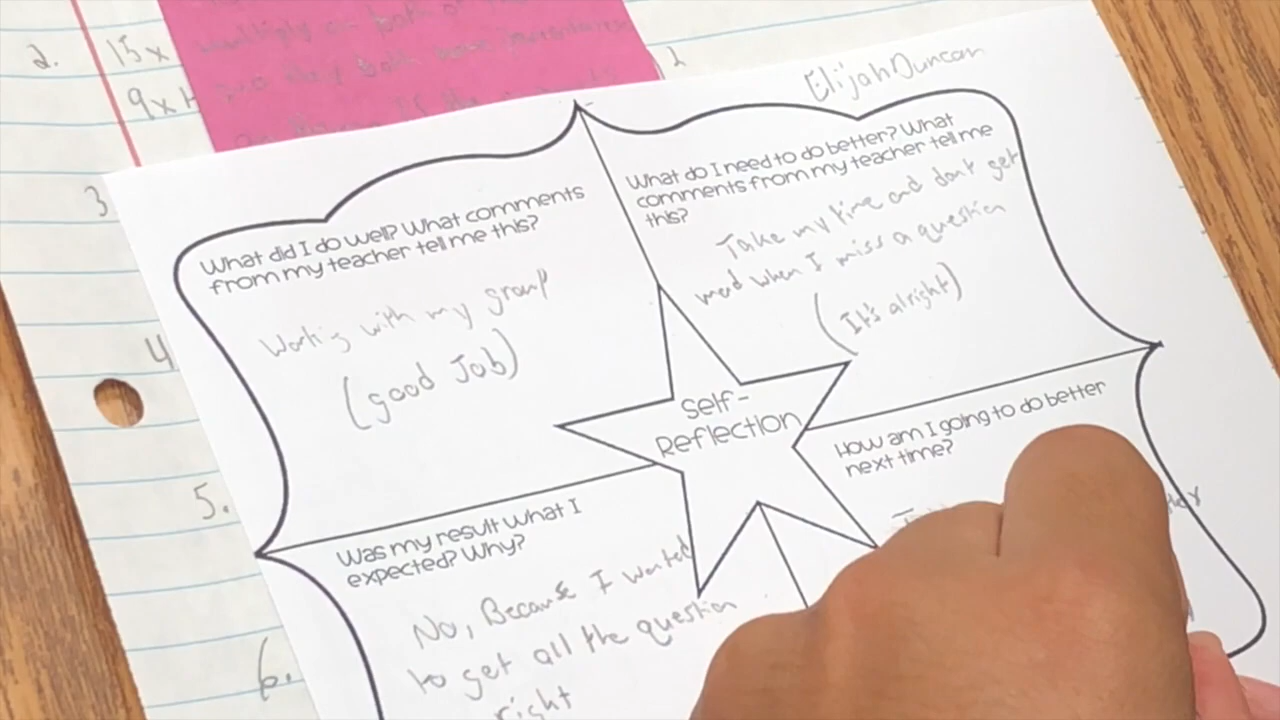 2.
15x
9x
3
4
5.
6.
Elijah Duncan
What did I do well? What comments
from my teacher tell me this?
Working with my group
(good Job)
What do I need to do better? What
comments from my teacher tell me
this?
Take my time and don't get
med when I miss a question
(It's alright)
Self-
Reflection
Was my result what I
expected? Why?
No, Because I wanted
to get all the question
right
How am I going to do better
next time?